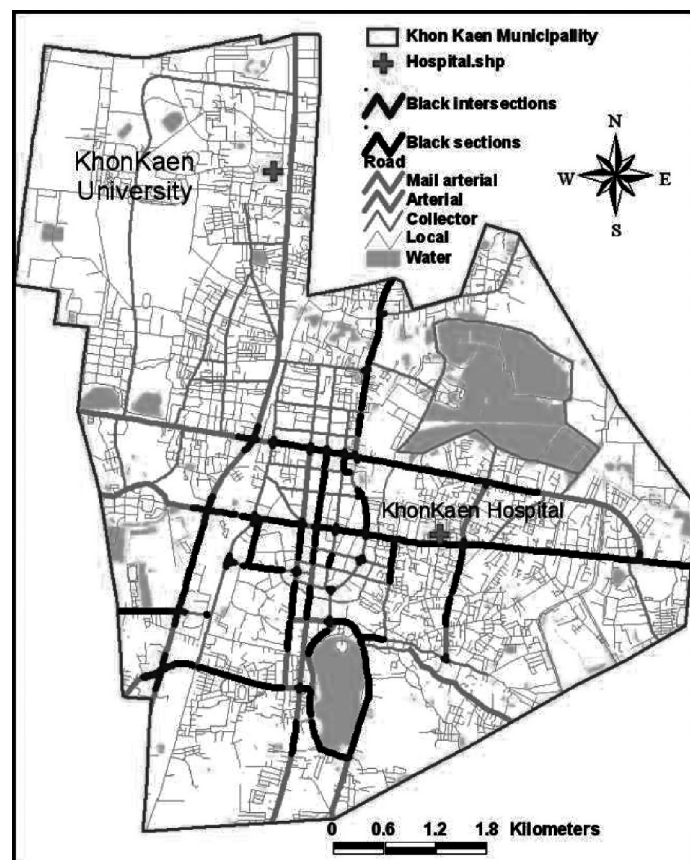 Khon Kaen Municipallity
Hospital.shp
Black intersections
Black sections
Road
Mail arterial
Arterial
Collector
Local
Water
N
W E
S
KhonKaen
University
KhonKaen Hospital
0 0.6 1.2 1.8 Kilometers